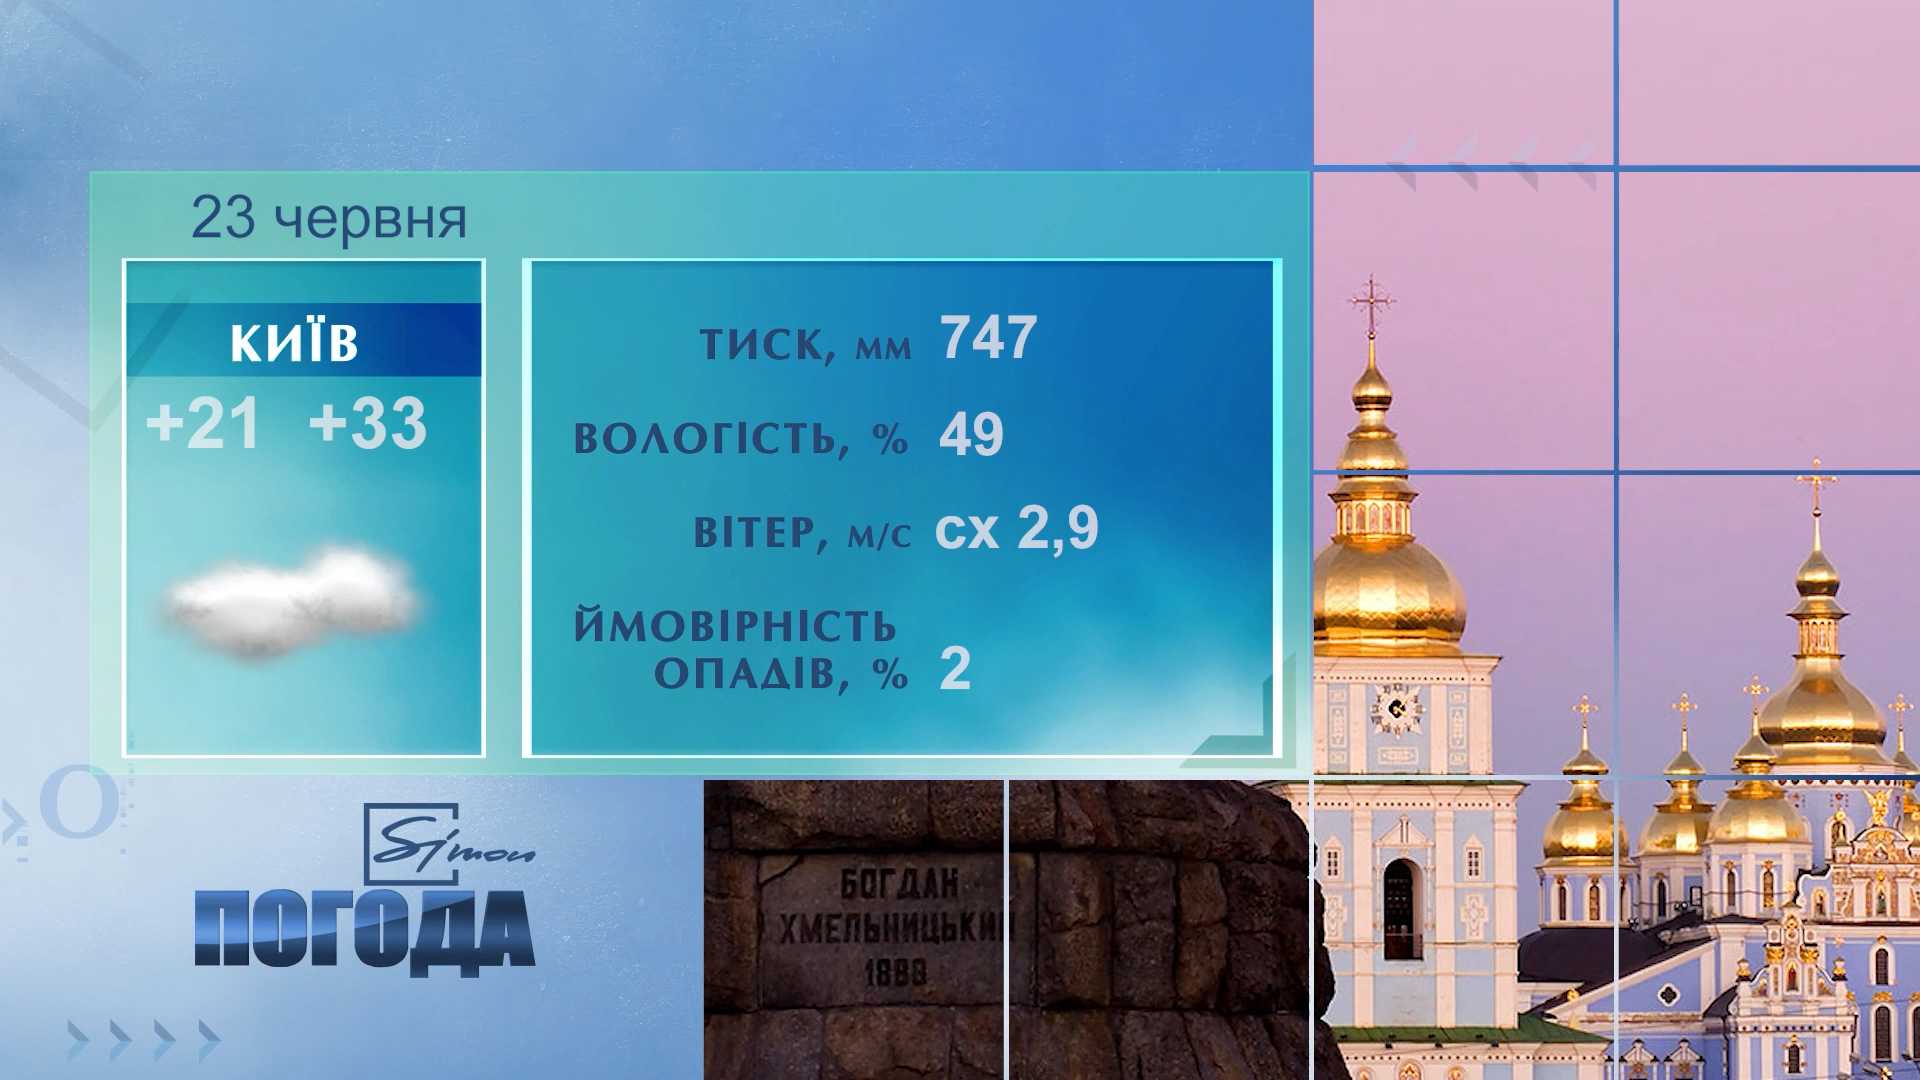 23 червня
КИЇВ
+21 +33
ТИСК, ММ 747
ВОЛОГІСТЬ, % 49
ВІТЕР, М/С сх 2,9
ЙМОВІРНІСТЬ
ОПАДІВ, % 2
Simon
ПОГОДА
БОГДАН
ХМЕЛЬНИЦЬКИЙ
1888